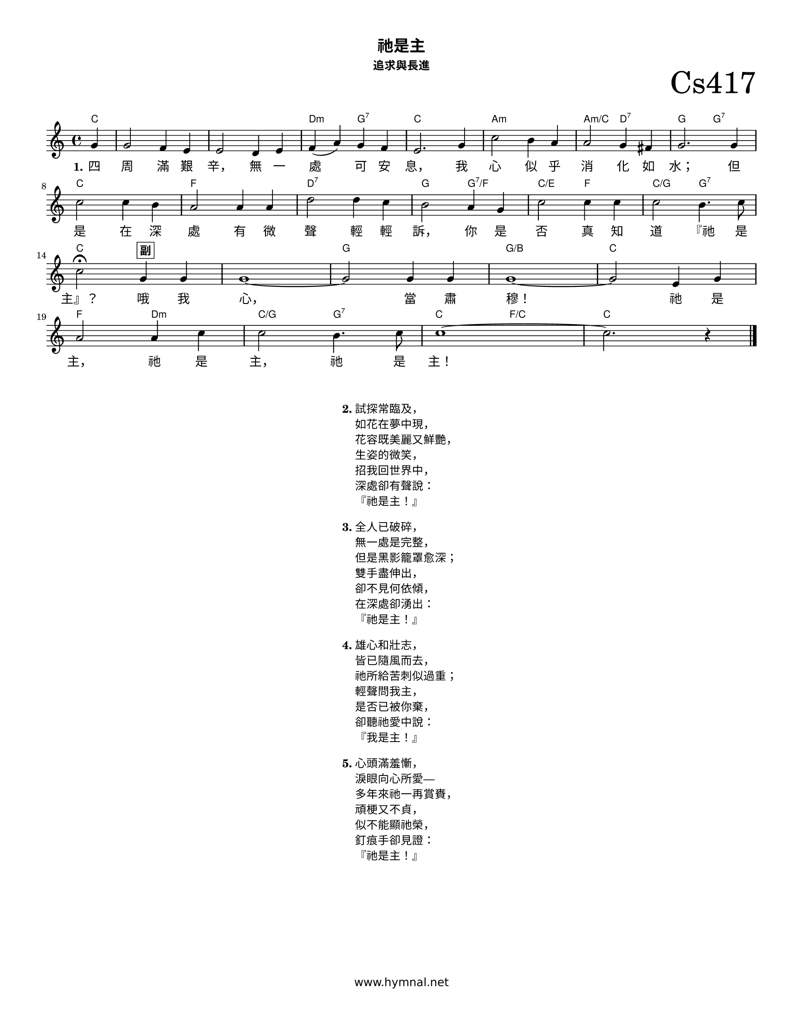 祂是主
追求與長進
Cs417
C Dm G7 C Am Am/C D7 G G7
1. 四 周 滿 艱 辛， 無 一 處 可 安 息， 我 心 似 乎 消 化 如 水； 但
8 C F D7 G G7/F C/E F C/G G7
是 在 深 處 有 微 聲 輕 輕 訴， 你 是 否 真 知 道 『祂 是
14 C 副 G G/B C
主』？ 哦 我 心， 當 肅 穆！ 祂 是
19 F Dm C/G G7 C F/C C
主， 祂 是 主， 祂 是 主！
2. 試探常臨及，
如花在夢中現，
花容既美麗又鮮艷，
生姿的微笑，
招我回世界中，
深處卻有聲說：
『祂是主！』
3. 全人已破碎，
無一處是完整，
但是黑影籠罩愈深；
雙手盡伸出，
卻不見何依傾，
在深處卻湧出：
『祂是主！』
4. 雄心和壯志，
皆已隨風而去，
祂所給苦刺似過重；
輕聲問我主，
是否已被你棄，
卻聽祂愛中說：
『我是主！』
5. 心頭滿羞慚，
淚眼向心所愛—
多年來祂一再賞賚，
頑梗又不貞，
似不能顯祂榮，
釘痕手卻見證：
『祂是主！』
www.hymnal.net